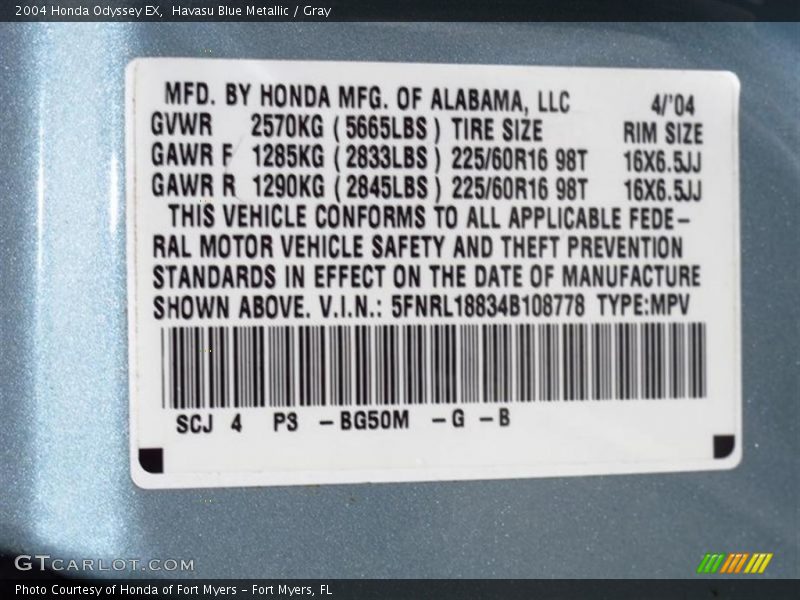 2004 Honda Odyssey EX,  Havasu Blue Metallic / Gray
MFD. BY HONDA MFG. OF ALABAMA, LLC 4/'04
GVWR 2570KG (5665LBS) TIRE SIZE RIM SIZE
GAWR F 1285KG (2833LBS) 225/60R16 98T 16X6.5JJ
GAWR R 1290KG (2845LBS) 225/60R16 98T 16X6.5JJ
THIS VEHICLE CONFORMS TO ALL APPLICABLE FEDE-
RAL MOTOR VEHICLE SAFETY AND THEFT PREVENTION
STANDARDS IN EFFECT ON THE DATE OF MANUFACTURE
SHOWN ABOVE. V.I.N.: 5FNRL18834B108778 TYPE:MPV
SCJ 4 P3 -BG50M -G -B
GTCARLOT.COM
Photo Courtesy of Honda of Fort Myers - Fort Myers, FL